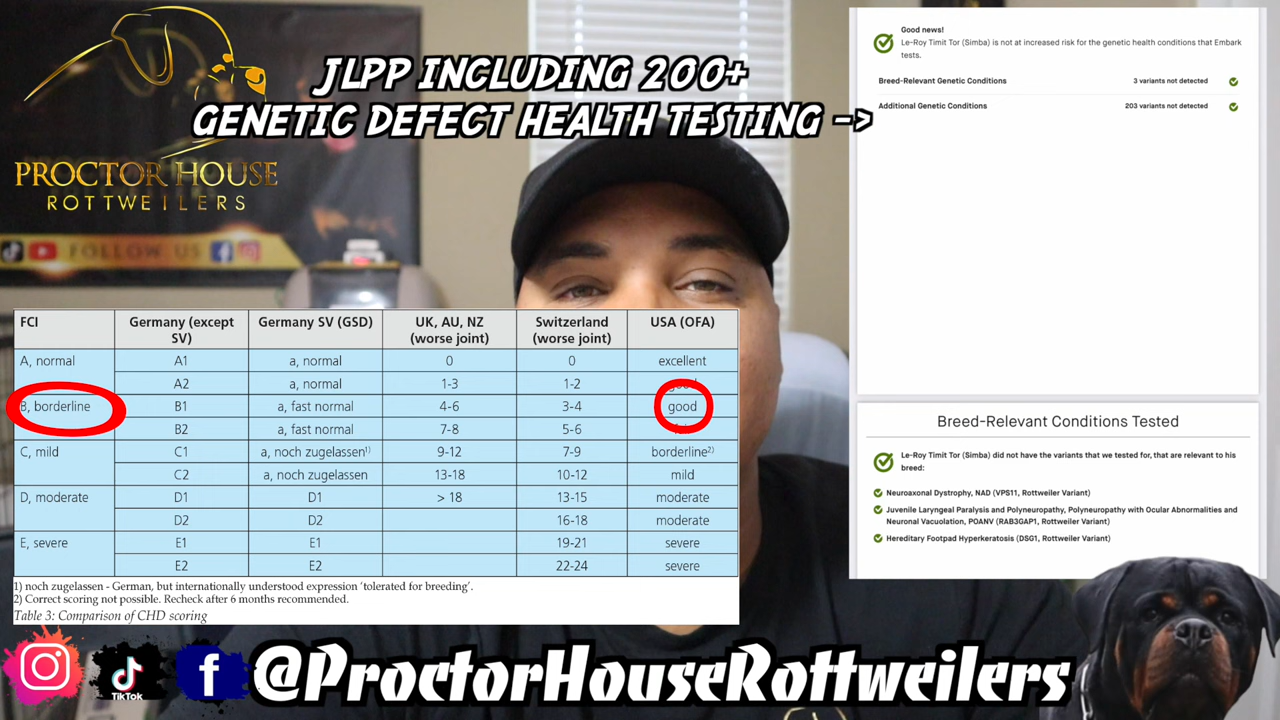 PROCTOR HOUSE
ROTTWEILERS
FOLLOW US
JLPP INCLUDING 200+
GENETIC DEFECT HEALTH TESTING ->
Good news!
Le-Roy Timit Tor (Simba) is not at increased risk for the genetic health conditions that Embark
tests.
Breed-Relevant Genetic Conditions 3 variants not detected
Additional Genetic Conditions 203 variants not detected
FCI Germany (except SV) Germany SV (GSD) UK, AU, NZ (worse joint) Switzerland (worse joint) USA (OFA)
A, normal A1 a, normal 0 0 excellent
A2 a, normal 1-3 1-2 good
B, borderline B1 a, fast normal 4-6 3-4 good
B2 a, fast normal 7-8 5-6
C, mild C1 a, noch zugelassen1) 9-12 7-9 borderline2)
C2 a, noch zugelassen 13-18 10-12 mild
D, moderate D1 D1 > 18 13-15 moderate
D2 D2 16-18 moderate
E, severe E1 E1 19-21 severe
E2 E2 22-24 severe
1) noch zugelassen - German, but internationally understood expression ‘tolerated for breeding’.
2) Correct scoring not possible. Recheck after 6 months recommended.
Table 3: Comparison of CHD scoring
Breed-Relevant Conditions Tested
Le-Roy Timit Tor (Simba) did not have the variants that we tested for, that are relevant to his
breed:
Neuroaxonal Dystrophy, NAD (VPS11, Rottweiler Variant)
Juvenile Laryngeal Paralysis and Polyneuropathy, Polyneuropathy with Ocular Abnormalities and
Neuronal Vacuolation, POANV (RAB3GAP1, Rottweiler Variant)
Hereditary Footpad Hyperkeratosis (DSG1, Rottweiler Variant)
TikTok
@ProctorHouseRottweilers